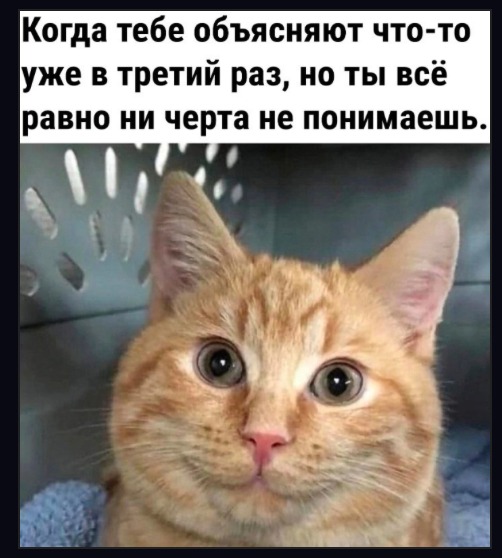 Когда тебе объясняют что-то
уже в третий раз, но ты всё
равно ни черта не понимаешь.